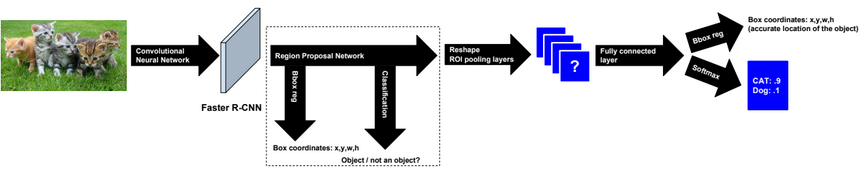 Convolutional
Neural Network
Faster R-CNN
Region Proposal Network
Bbox reg
Classification
Box coordinates: x,y,w,h
Object / not an object?
Reshape
ROI pooling layers
?
Fully connected
layer
Bbox reg
Softmax
Box coordinates: x,y,w,h
(accurate location of the object)
CAT: .9
Dog: .1